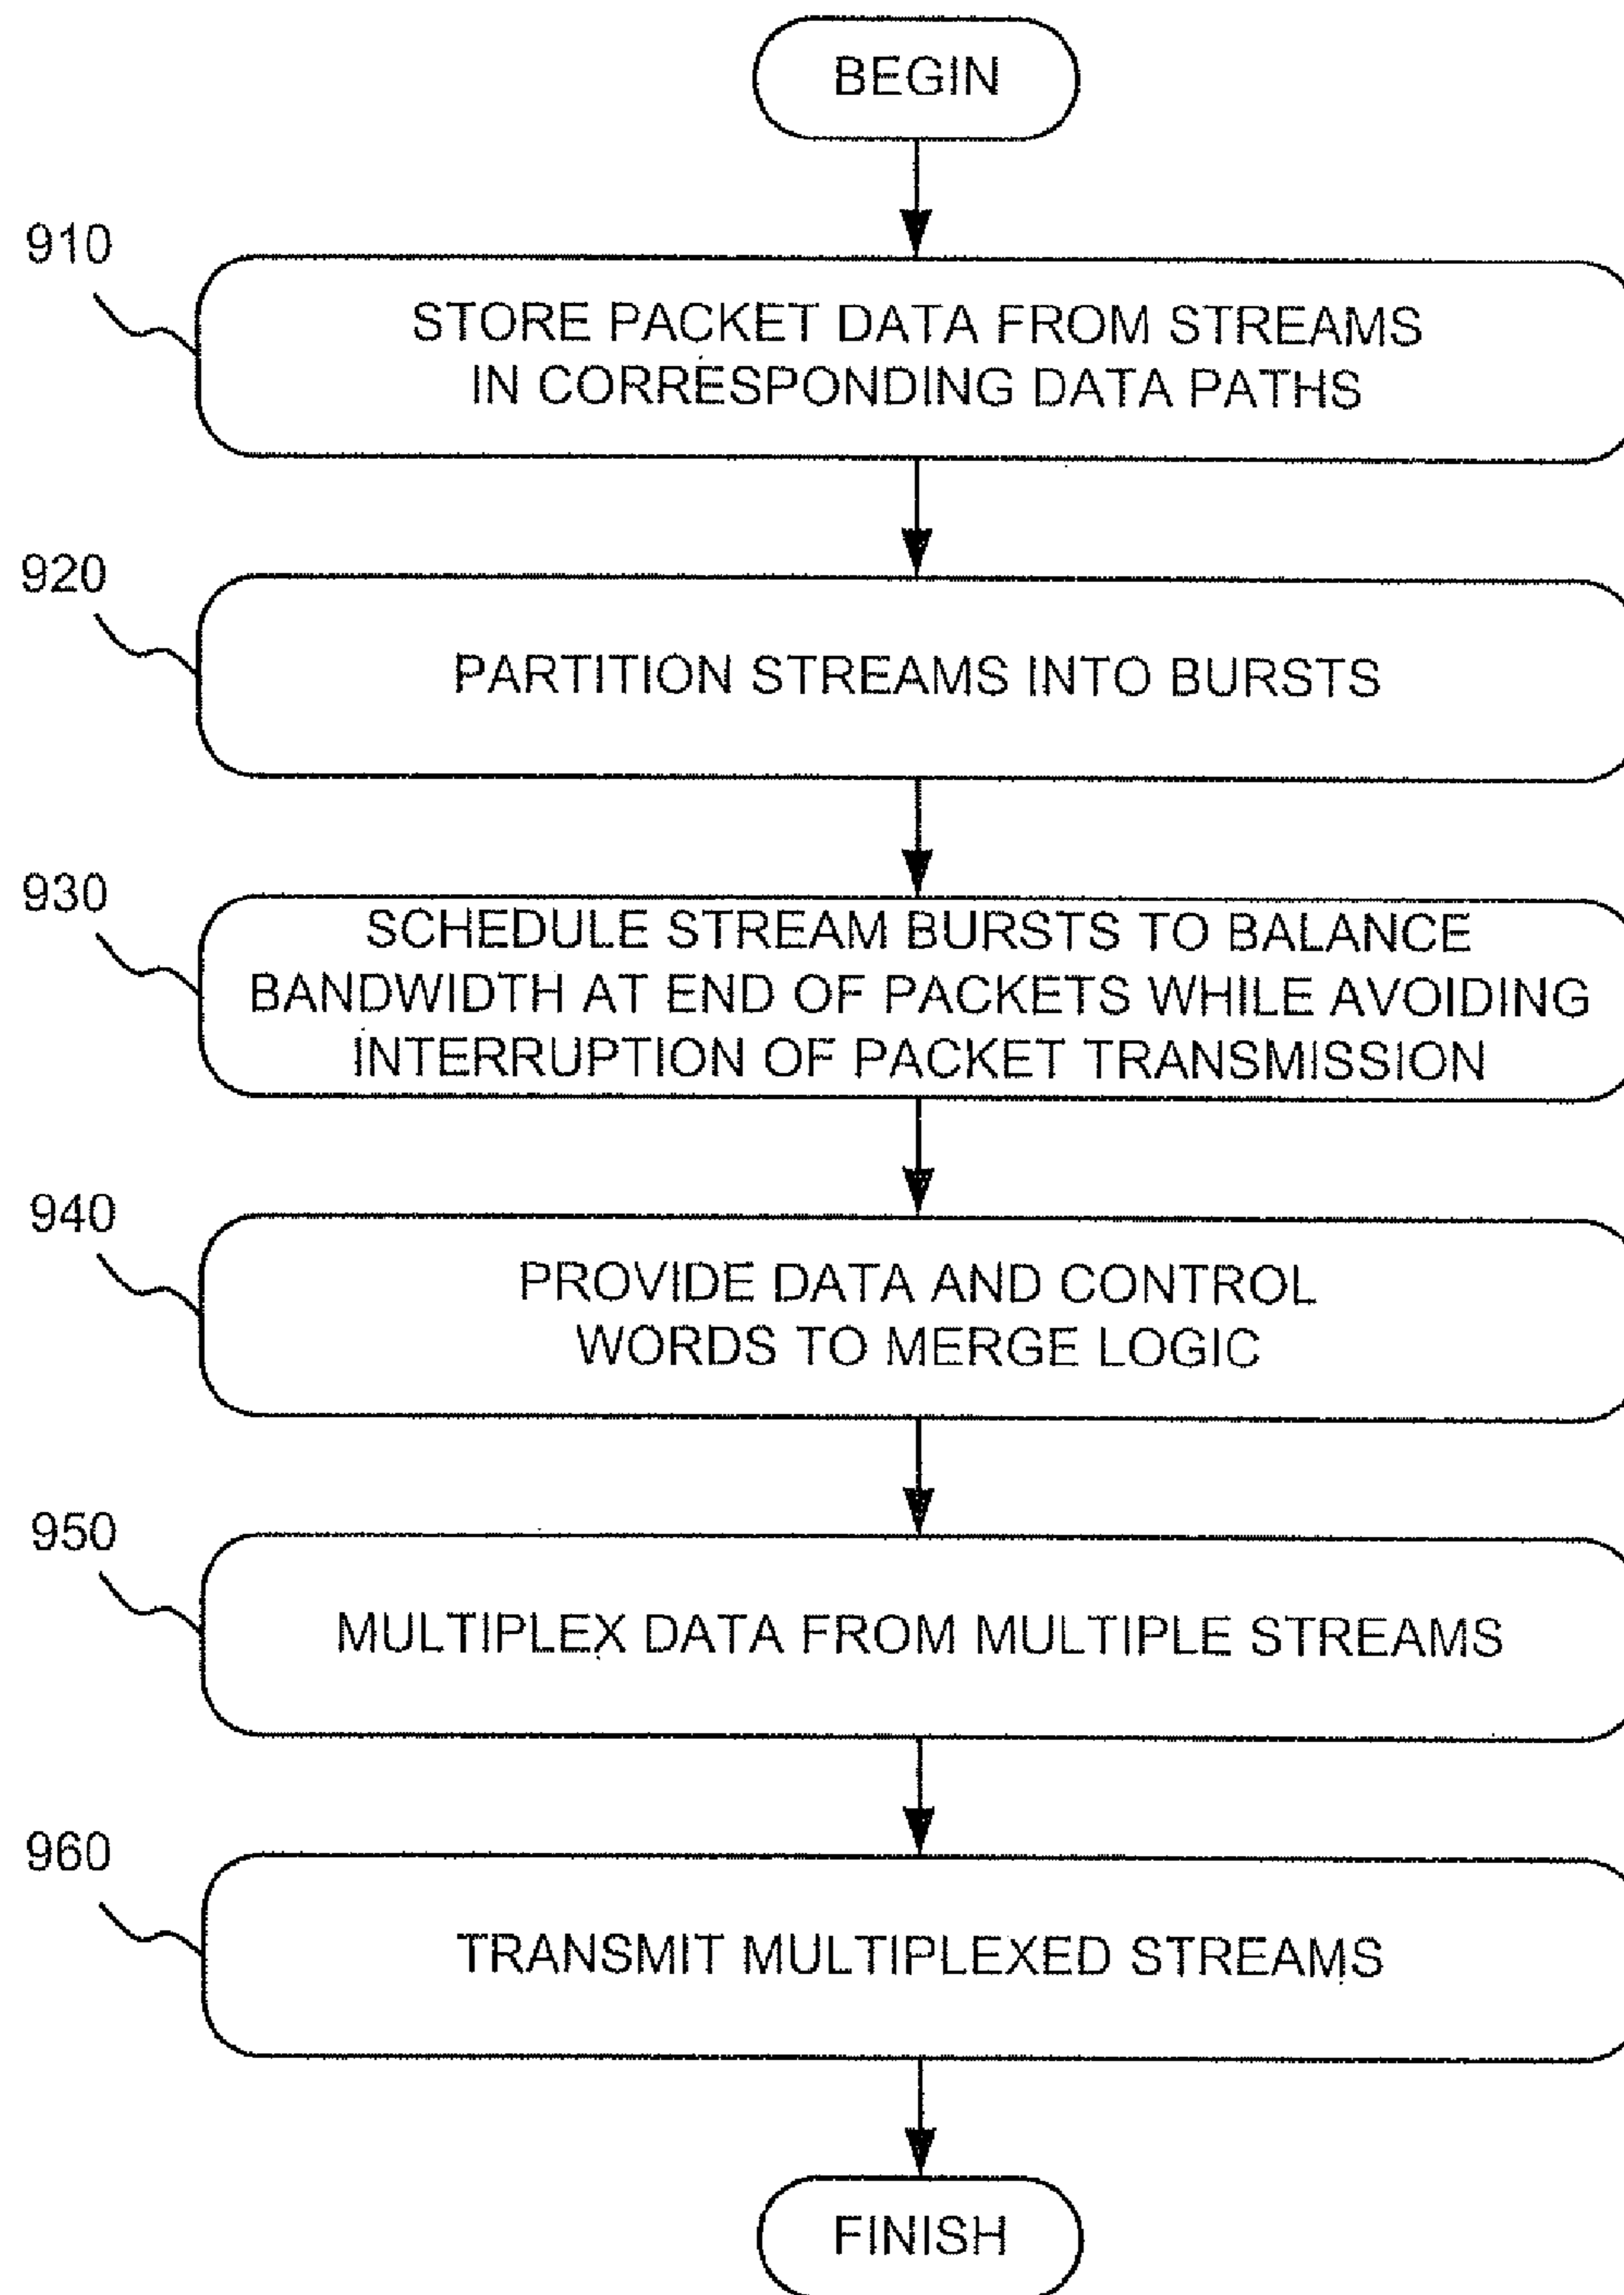 BEGIN
910
STORE PACKET DATA FROM STREAMS
IN CORRESPONDING DATA PATHS
920
PARTITION STREAMS INTO BURSTS
930
SCHEDULE STREAM BURSTS TO BALANCE
BANDWIDTH AT END OF PACKETS WHILE AVOIDING
INTERRUPTION OF PACKET TRANSMISSION
940
PROVIDE DATA AND CONTROL
WORDS TO MERGE LOGIC
950
MULTIPLEX DATA FROM MULTIPLE STREAMS
960
TRANSMIT MULTIPLEXED STREAMS
FINISH